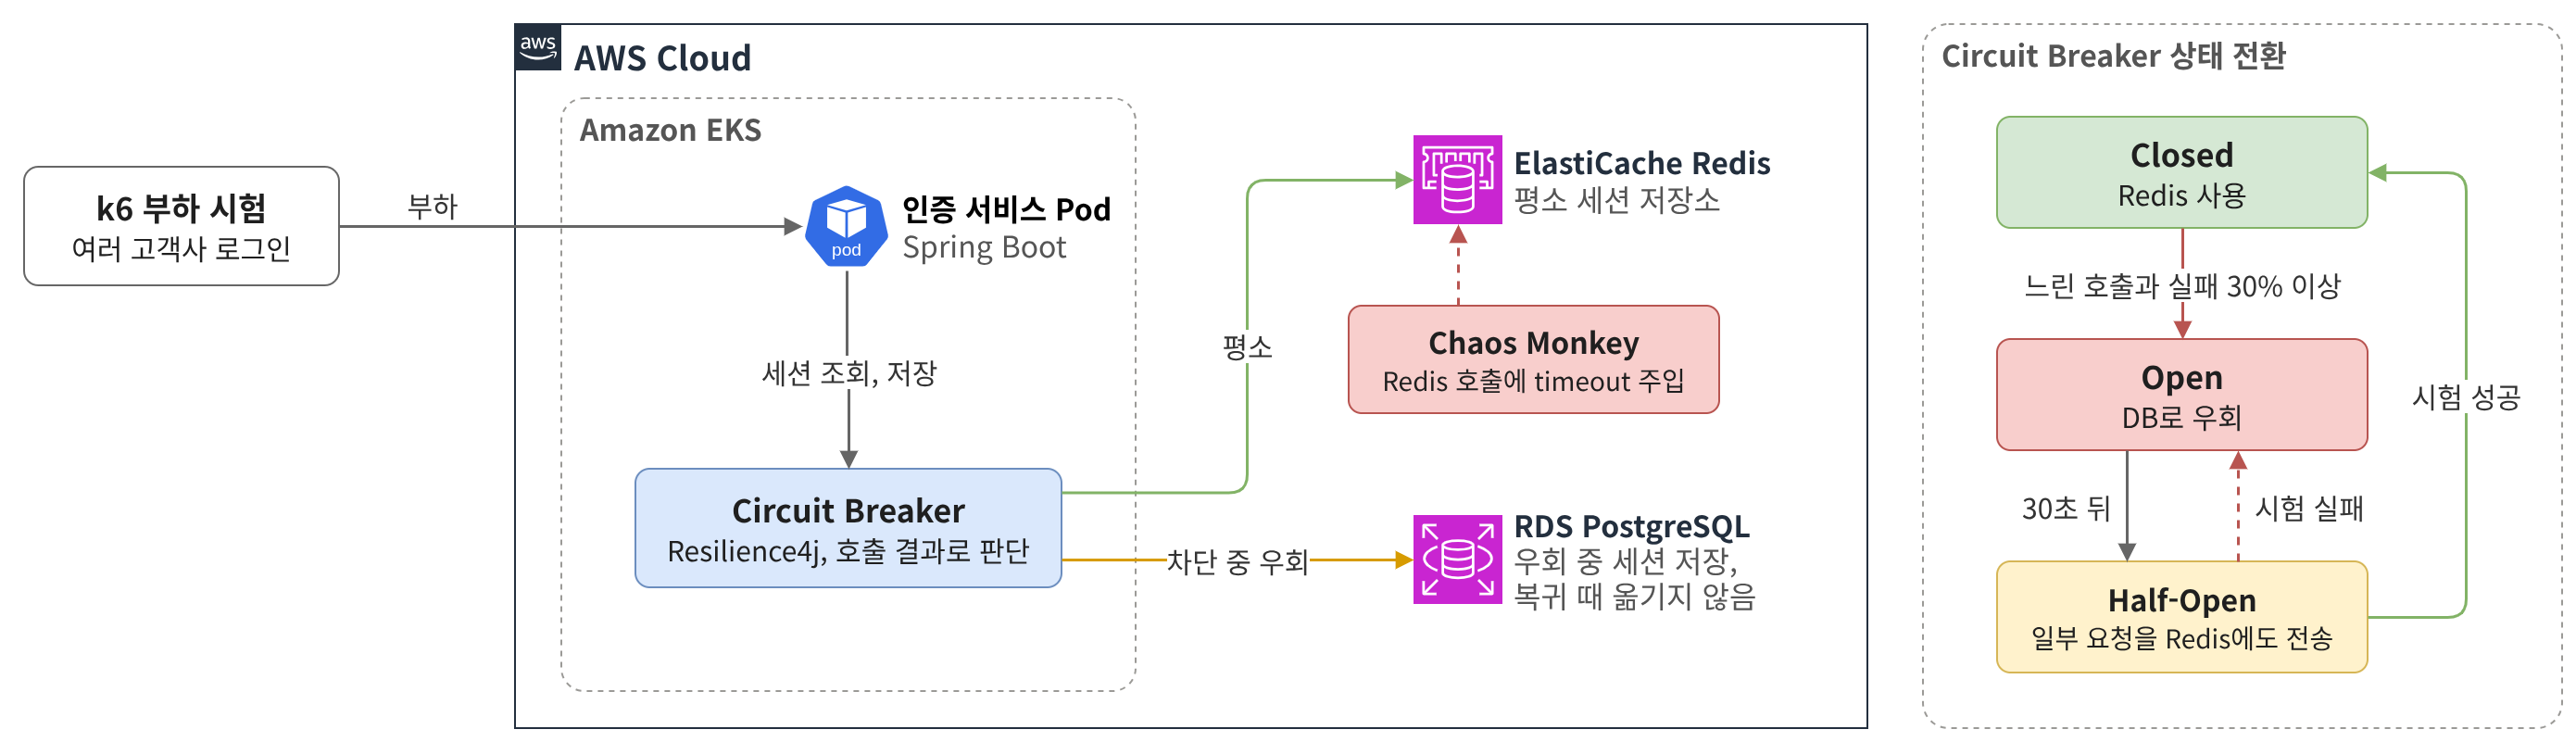 aws
AWS Cloud
Amazon EKS
k6 부하 시험
여러 고객사 로그인
부하
pod
인증 서비스 Pod
Spring Boot
세션 조회, 저장
Circuit Breaker
Resilience4j, 호출 결과로 판단
평소
차단 중 우회
ElastiCache Redis
평소 세션 저장소
Chaos Monkey
Redis 호출에 timeout 주입
RDS PostgreSQL
우회 중 세션 저장,
복귀 때 옮기지 않음
Circuit Breaker 상태 전환
Closed
Redis 사용
느린 호출과 실패 30% 이상
Open
DB로 우회
30초 뒤
시험 실패
시험 성공
Half-Open
일부 요청을 Redis에도 전송